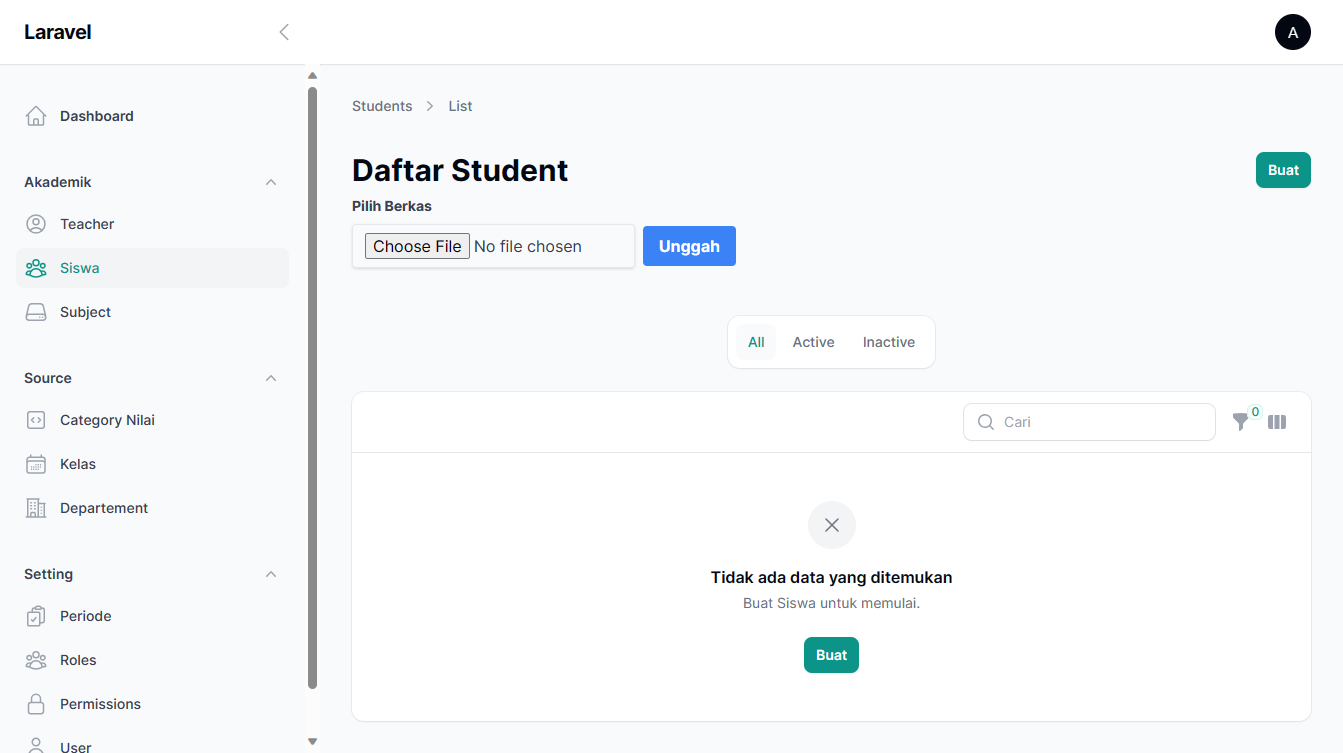 Laravel
A
Dashboard
Akademik
Teacher
Siswa
Subject
Source
Category Nilai
Kelas
Departement
Setting
Periode
Roles
Permissions
User
Students
List
Daftar Student
Buat
Pilih Berkas
Choose File No file chosen
Unggah
All
Active
Inactive
Cari
0
Tidak ada data yang ditemukan
Buat Siswa untuk memulai.
Buat